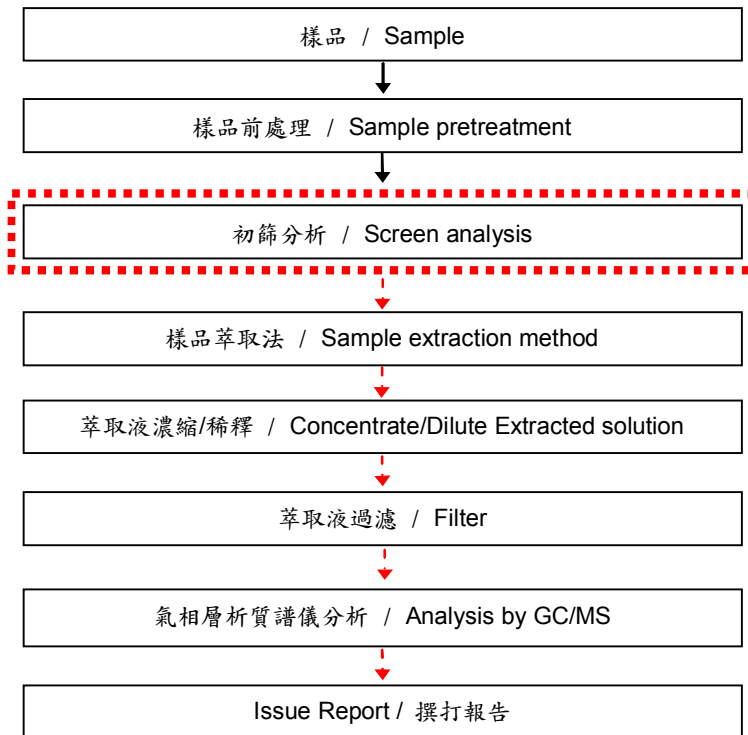 樣品 / Sample
樣品前處理 / Sample pretreatment
初篩分析 / Screen analysis
樣品萃取法 / Sample extraction method
萃取液濃縮/稀釋 / Concentrate/Dilute Extracted solution
萃取液過濾 / Filter
氣相層析質譜儀分析 / Analysis by GC/MS
Issue Report / 撰打報告